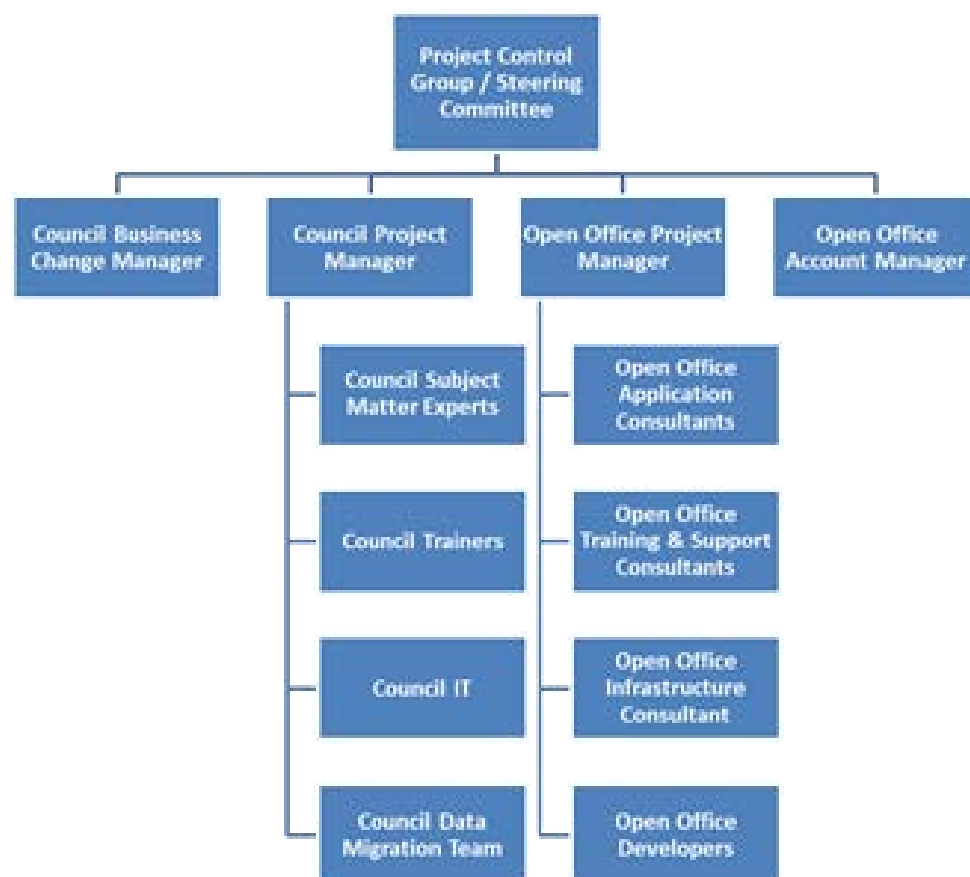 Project Control
Group / Steering
Committee
Council Business
Change Manager
Council Project
Manager
Open Office Project
Manager
Open Office
Account Manager
Council Subject
Matter Experts
Open Office
Application
Consultants
Council Trainers
Open Office
Training & Support
Consultants
Council IT
Open Office
Infrastructure
Consultant
Council Data
Migration Team
Open Office
Developers